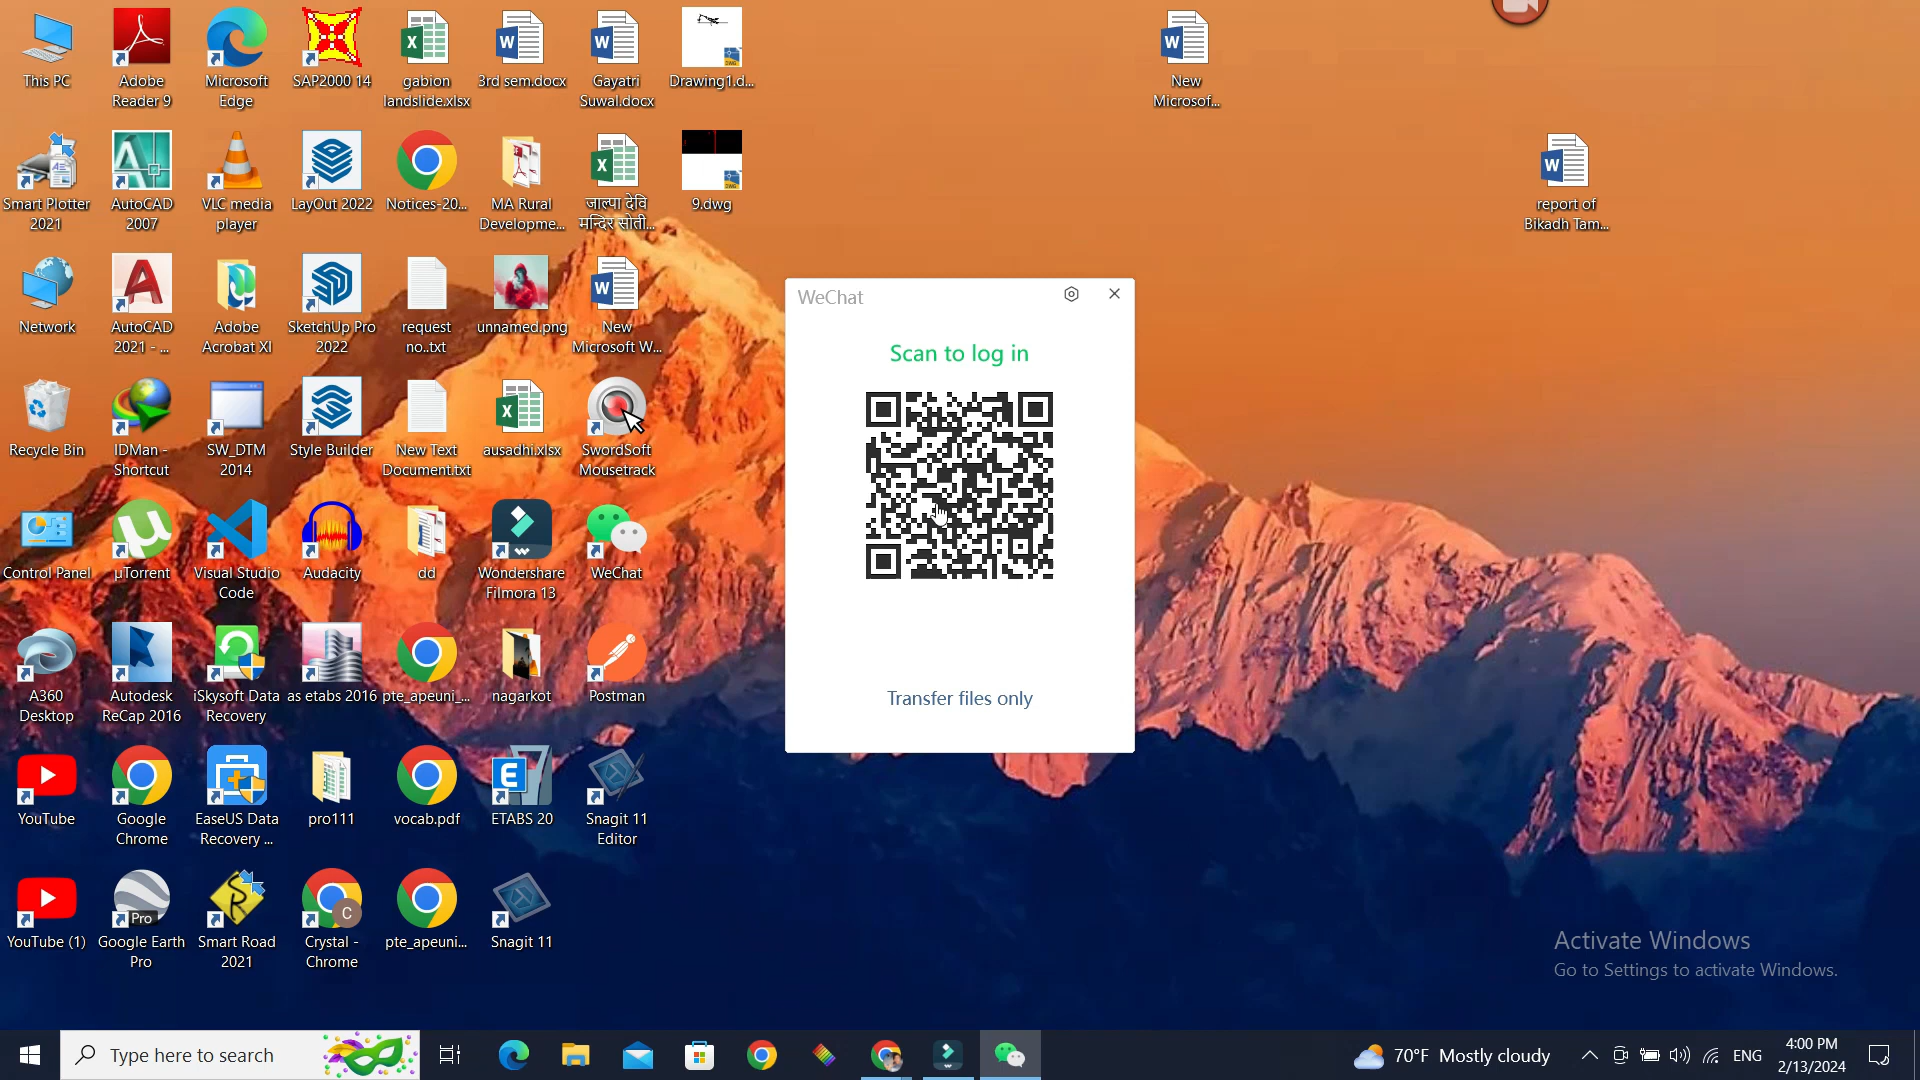 This PC
Adobe
Reader 9
Microsoft
Edge
SAP2000 14
gabion
landslide.xlsx
3rd sem.docx
Gayatri
Suwal.docx
Drawing1.d...
New
Microsof...
Smart Plotter
2021
AutoCAD
2007
VLC media
player
LayOut 2022
Notices-20...
MA Rural
Developme...
जाल्पा देवि
मन्दिर सोती...
9.dwg
report of
Bikadh Tam...
Network
AutoCAD
2021 - ...
Adobe
Acrobat XI
SketchUp Pro
2022
request
no..txt
unnamed.png
New
Microsoft W...
WeChat
Scan to log in
Transfer files only
Recycle Bin
IDMan -
Shortcut
SW_DTM
2014
Style Builder
New Text
Document.txt
ausadhi.xlsx
SwordSoft
Mousetrack
Control Panel
µTorrent
Visual Studio
Code
Audacity
dd
Wondershare
Filmora 13
WeChat
A360
Desktop
Autodesk
ReCap 2016
iSkysoft Data
Recovery
as etabs 2016
pte_apeuni_...
nagarkot
Postman
YouTube
Google
Chrome
EaseUS Data
Recovery ...
pro111
vocab.pdf
ETABS 20
Snagit 11
Editor
YouTube (1)
Pro
Google Earth
Pro
Smart Road
2021
C
Crystal -
Chrome
pte_apeuni...
Snagit 11
Activate Windows
Go to Settings to activate Windows.
Type here to search
70°F Mostly cloudy
ENG
4:00 PM
2/13/2024